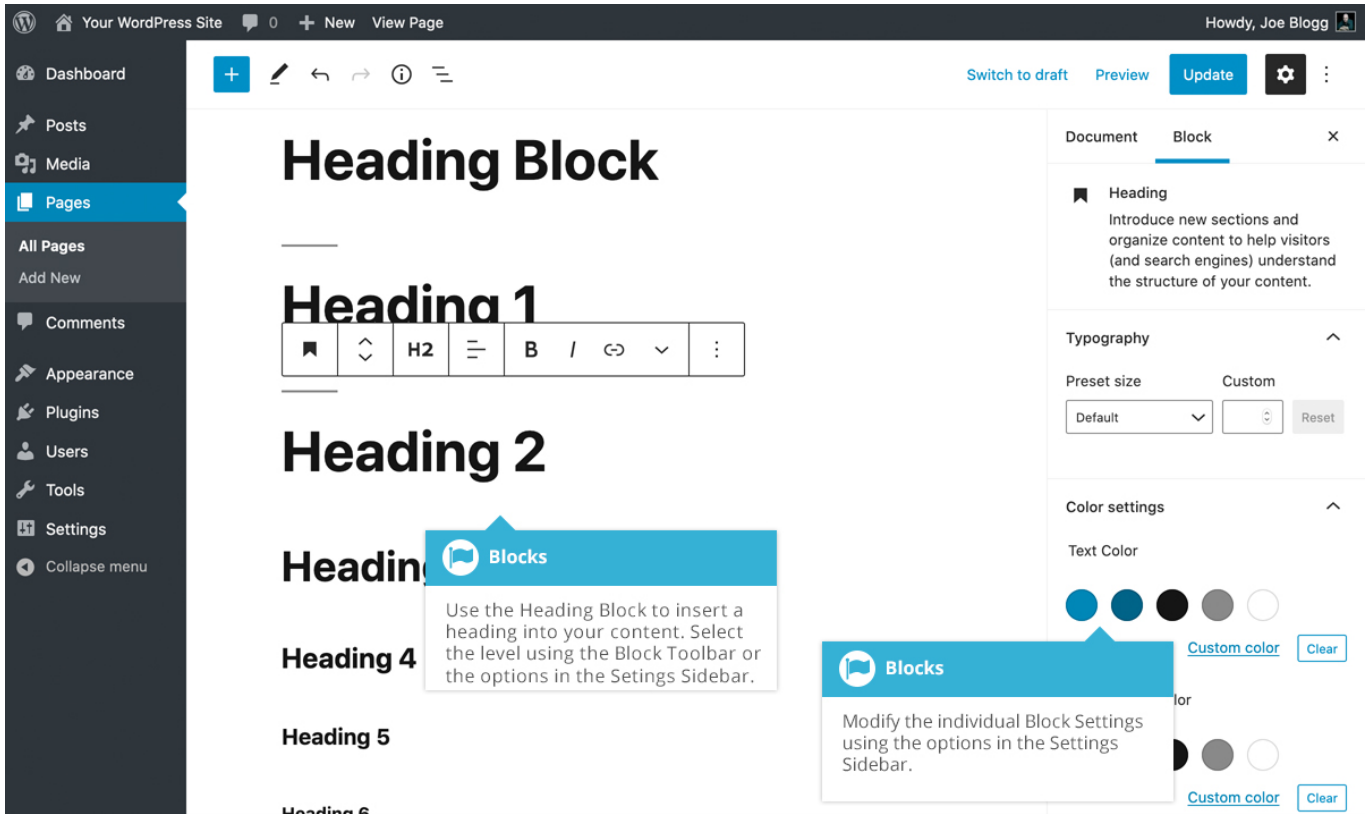 Your WordPress Site 0 New View Page Howdy, Joe Blogg
Dashboard
Posts
Media
Pages
All Pages
Add New
Comments
Appearance
Plugins
Users
Tools
Settings
Collapse menu
Switch to draft Preview Update
Heading Block
Heading 1
H2 B I
Heading 2
Headin
Heading 4
Heading 5
Heading 6
Blocks
Use the Heading Block to insert a
heading into your content. Select
the level using the Block Toolbar or
the options in the Setings Sidebar.
Document Block
Heading
Introduce new sections and
organize content to help visitors
(and search engines) understand
the structure of your content.
Typography
Preset size Custom
Default Reset
Color settings
Text Color
Custom color Clear
Blocks
Modify the individual Block Settings
using the options in the Settings
Sidebar.
lor
Custom color Clear